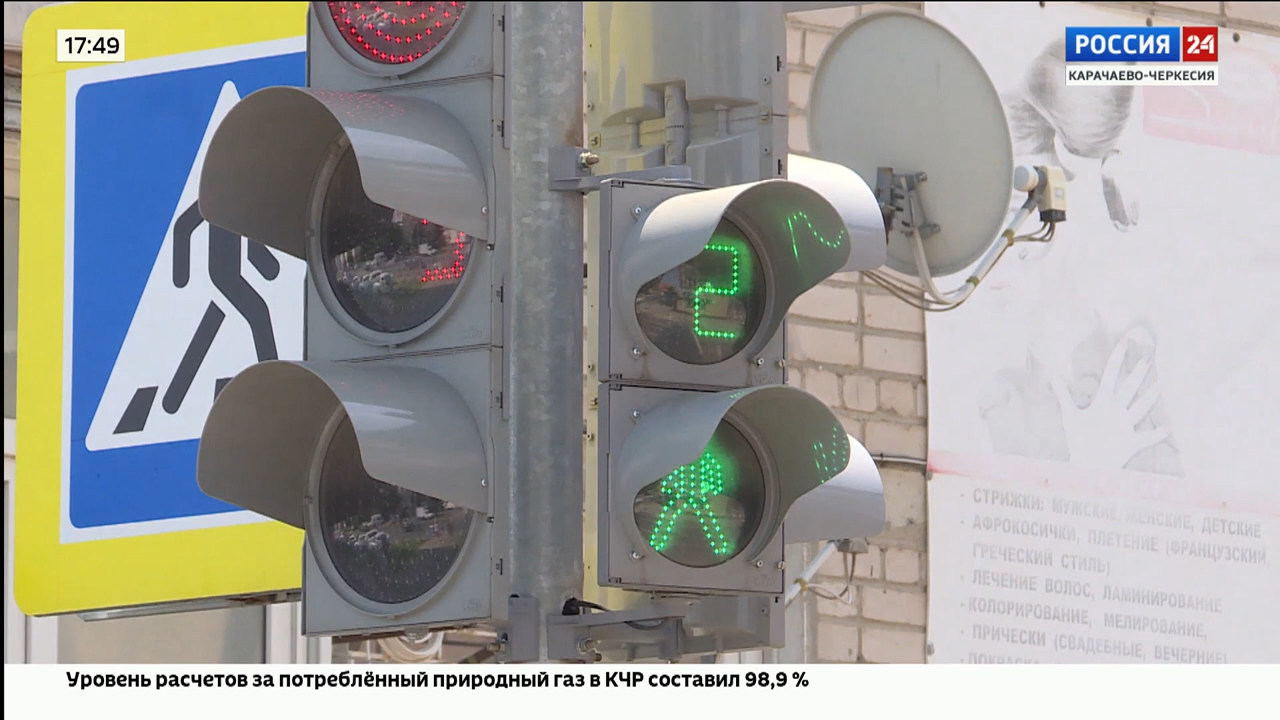 17:49
РОССИЯ 24
КАРАЧАЕВО-ЧЕРКЕСИЯ
2
· СТРИЖКИ: МУЖСКИЕ ЖЕНСКИЕ, ДЕТСКИЕ
· АФРОКОСИЧКИ, ПЛЕТЕНИЕ (ФРАНЦУЗСКИЙ,
ГРЕЧЕСКИЙ СТИЛЬ)
· ЛЕЧЕНИЕ ВОЛОС, ЛАМИНИРОВАНИЕ
· КОЛОРИРОВАНИЕ, МЕЛИРОВАНИЕ,
· ПРИЧЕСКИ (СВАДЕБНЫЕ, ВЕЧЕРНИЕ)
Уровень расчетов за потреблённый природный газ в КЧР составил 98,9 %